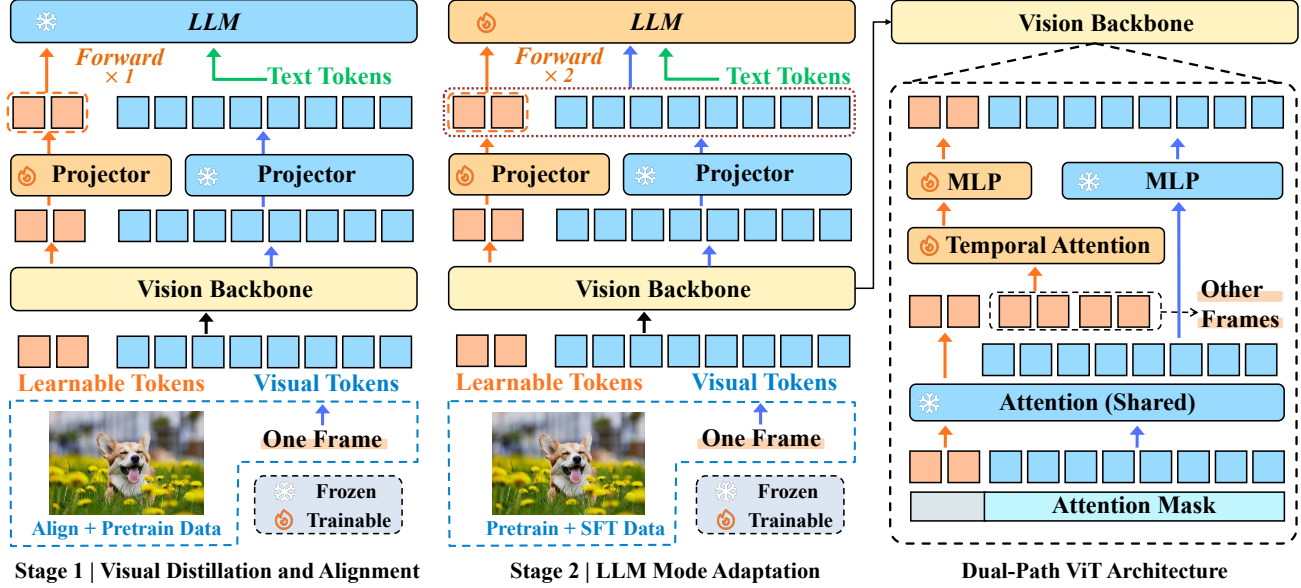 LLM
Forward
× 1
Text Tokens
Projector
Projector
Vision Backbone
Learnable Tokens
Visual Tokens
One Frame
Frozen
Trainable
Align + Pretrain Data
Stage 1 | Visual Distillation and Alignment
LLM
Forward
× 2
Text Tokens
Projector
Projector
Vision Backbone
Learnable Tokens
Visual Tokens
One Frame
Frozen
Trainable
Pretrain + SFT Data
Stage 2 | LLM Mode Adaptation
Vision Backbone
MLP
MLP
Temporal Attention
Other
Frames
Attention (Shared)
Attention Mask
Dual-Path ViT Architecture